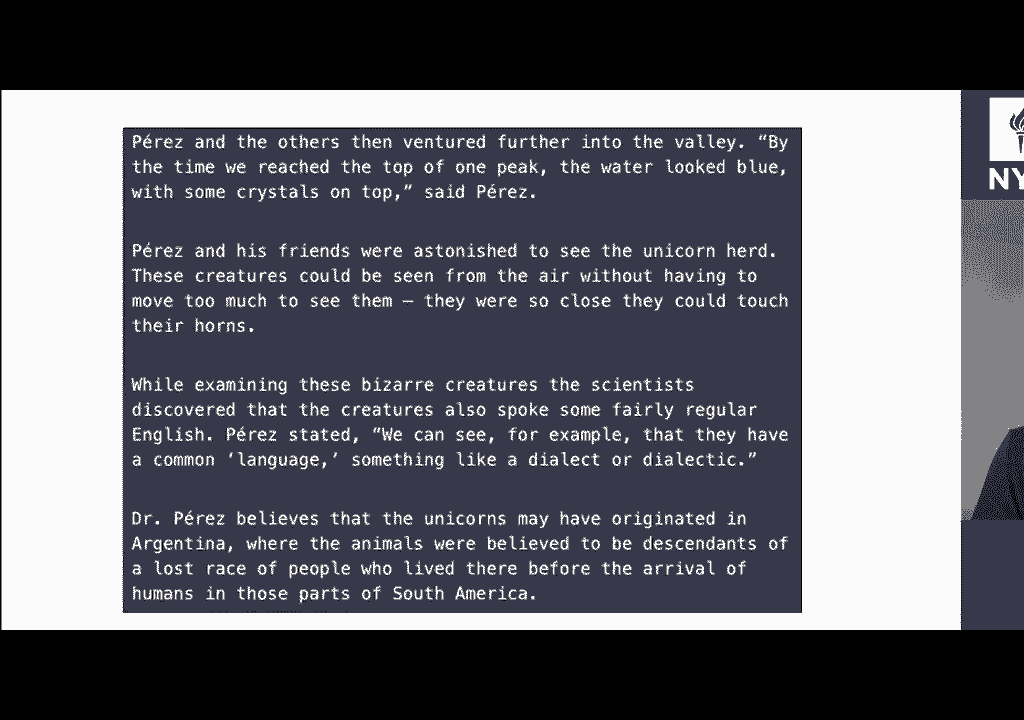 Pérez and the others then ventured further into the valley. “By
the time we reached the top of one peak, the water looked blue,
with some crystals on top,” said Pérez.
Pérez and his friends were astonished to see the unicorn herd.
These creatures could be seen from the air without having to
move too much to see them – they were so close they could touch
their horns.
While examining these bizarre creatures the scientists
discovered that the creatures also spoke some fairly regular
English. Pérez stated, “We can see, for example, that they have
a common ‘language,’ something like a dialect or dialectic.”
Dr. Pérez believes that the unicorns may have originated in
Argentina, where the animals were believed to be descendants of
a lost race of people who lived there before the arrival of
humans in those parts of South America.
NY